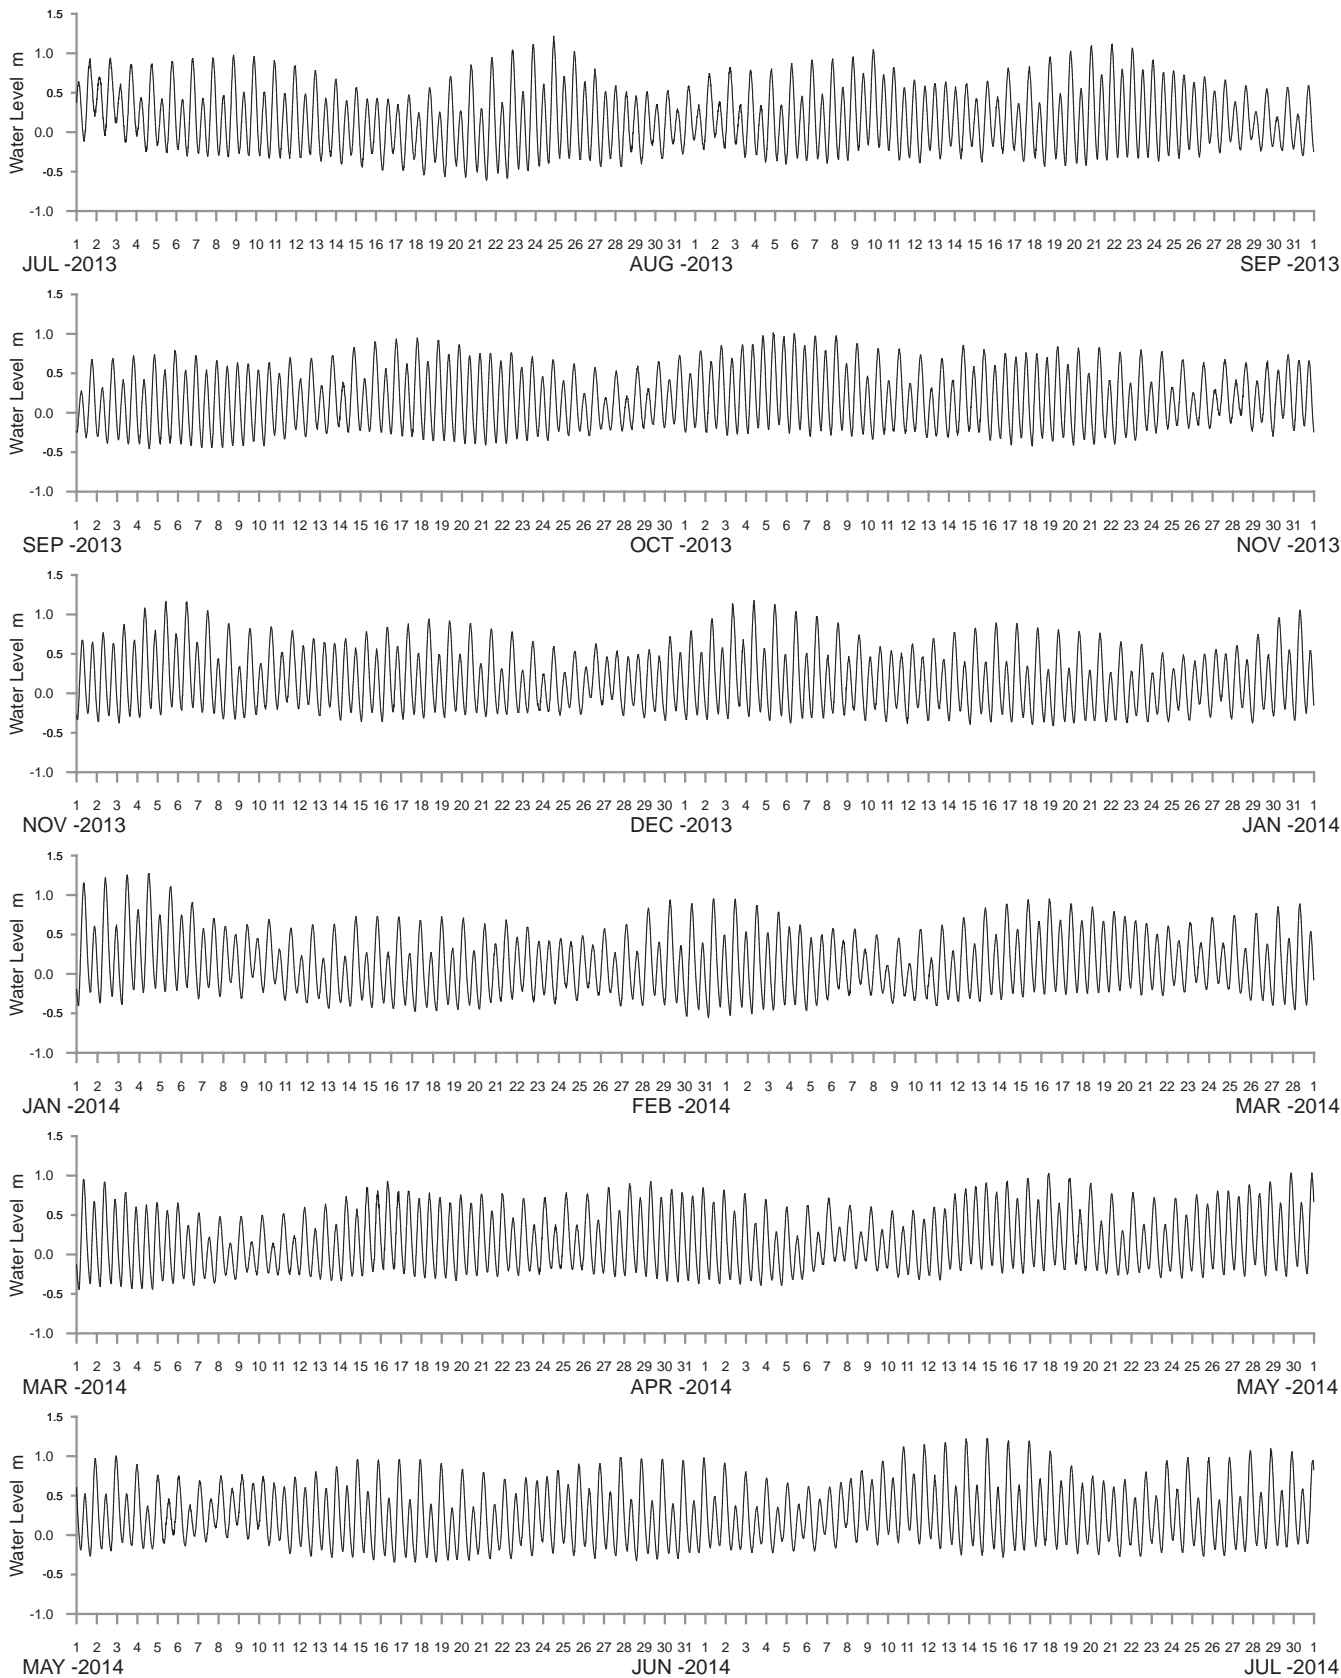 1.5
1.0
0.5
0.0
-0.5
-1.0
Water Level m
1 2 3 4 5 6 7 8 9 10 11 12 13 14 15 16 17 18 19 20 21 22 23 24 25 26 27 28 29 30 31 1 2 3 4 5 6 7 8 9 10 11 12 13 14 15 16 17 18 19 20 21 22 23 24 25 26 27 28 29 30 31 1
JUL -2013 AUG -2013 SEP -2013
1.5
1.0
0.5
0.0
-0.5
-1.0
Water Level m
1 2 3 4 5 6 7 8 9 10 11 12 13 14 15 16 17 18 19 20 21 22 23 24 25 26 27 28 29 30 1 2 3 4 5 6 7 8 9 10 11 12 13 14 15 16 17 18 19 20 21 22 23 24 25 26 27 28 29 30 31 1
SEP -2013 OCT -2013 NOV -2013
1.5
1.0
0.5
0.0
-0.5
-1.0
Water Level m
1 2 3 4 5 6 7 8 9 10 11 12 13 14 15 16 17 18 19 20 21 22 23 24 25 26 27 28 29 30 1 2 3 4 5 6 7 8 9 10 11 12 13 14 15 16 17 18 19 20 21 22 23 24 25 26 27 28 29 30 31 1
NOV -2013 DEC -2013 JAN -2014
1.5
1.0
0.5
0.0
-0.5
-1.0
Water Level m
1 2 3 4 5 6 7 8 9 10 11 12 13 14 15 16 17 18 19 20 21 22 23 24 25 26 27 28 29 30 31 1 2 3 4 5 6 7 8 9 10 11 12 13 14 15 16 17 18 19 20 21 22 23 24 25 26 27 28 1
JAN -2014 FEB -2014 MAR -2014
1.5
1.0
0.5
0.0
-0.5
-1.0
Water Level m
1 2 3 4 5 6 7 8 9 10 11 12 13 14 15 16 17 18 19 20 21 22 23 24 25 26 27 28 29 30 31 1 2 3 4 5 6 7 8 9 10 11 12 13 14 15 16 17 18 19 20 21 22 23 24 25 26 27 28 29 30 1
MAR -2014 APR -2014 MAY -2014
1.5
1.0
0.5
0.0
-0.5
-1.0
Water Level m
1 2 3 4 5 6 7 8 9 10 11 12 13 14 15 16 17 18 19 20 21 22 23 24 25 26 27 28 29 30 31 1 2 3 4 5 6 7 8 9 10 11 12 13 14 15 16 17 18 19 20 21 22 23 24 25 26 27 28 29 30 1
MAY -2014 JUN -2014 JUL -2014